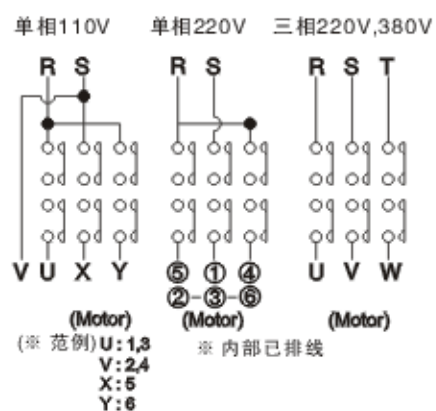 单相110V 单相220V 三相220V,380V
R S R S R S T
V U X Y ⑤ ① ④ U V W
②-③-⑥
(Motor) (Motor) (Motor)
(※ 范例) U : 1,3 ※ 内部已排线
V : 2,4
X : 5
Y : 6